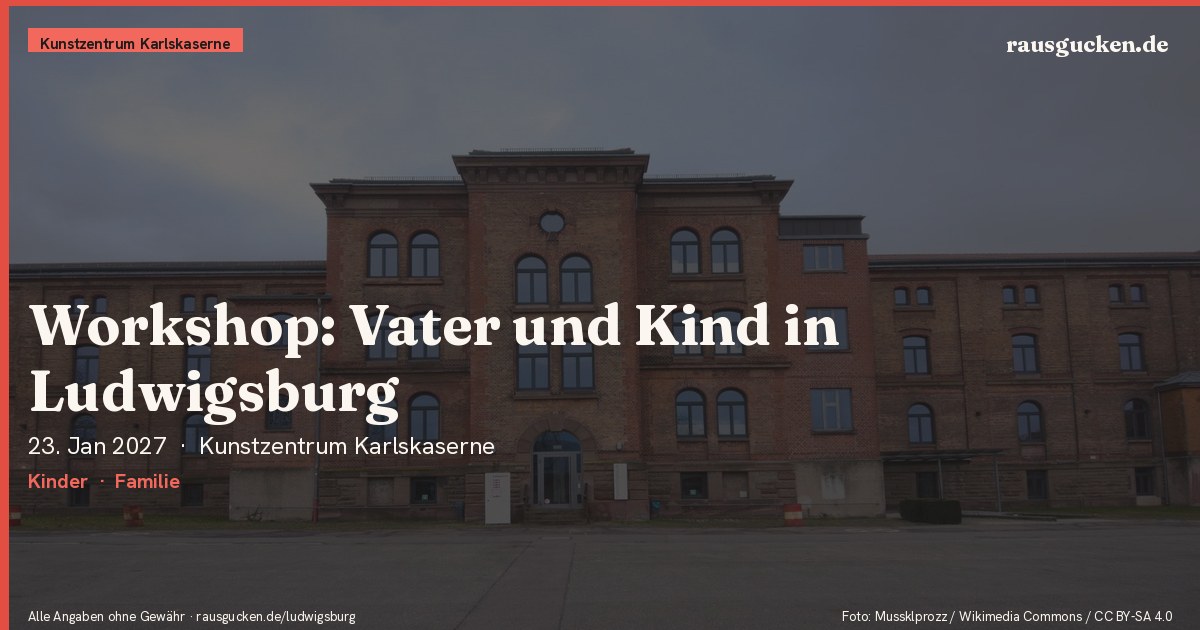 Kunstzentrum Karlskaserne
rausgucken.de
Workshop: Vater und Kind in
Ludwigsburg
23. Jan 2027 · Kunstzentrum Karlskaserne
Kinder · Familie
Alle Angaben ohne Gewähr · rausgucken.de/ludwigsburg
Foto: Mussklprozz / Wikimedia Commons / CC BY-SA 4.0